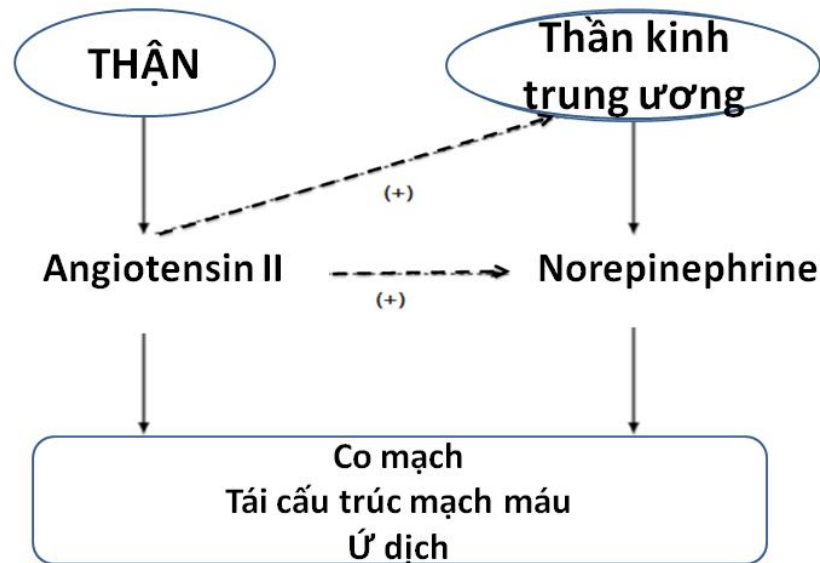 THẬN
Thần kinh
trung ương
(+)
Angiotensin II
Norepinephrine
(+)
Co mạch
Tái cấu trúc mạch máu
Ứ dịch